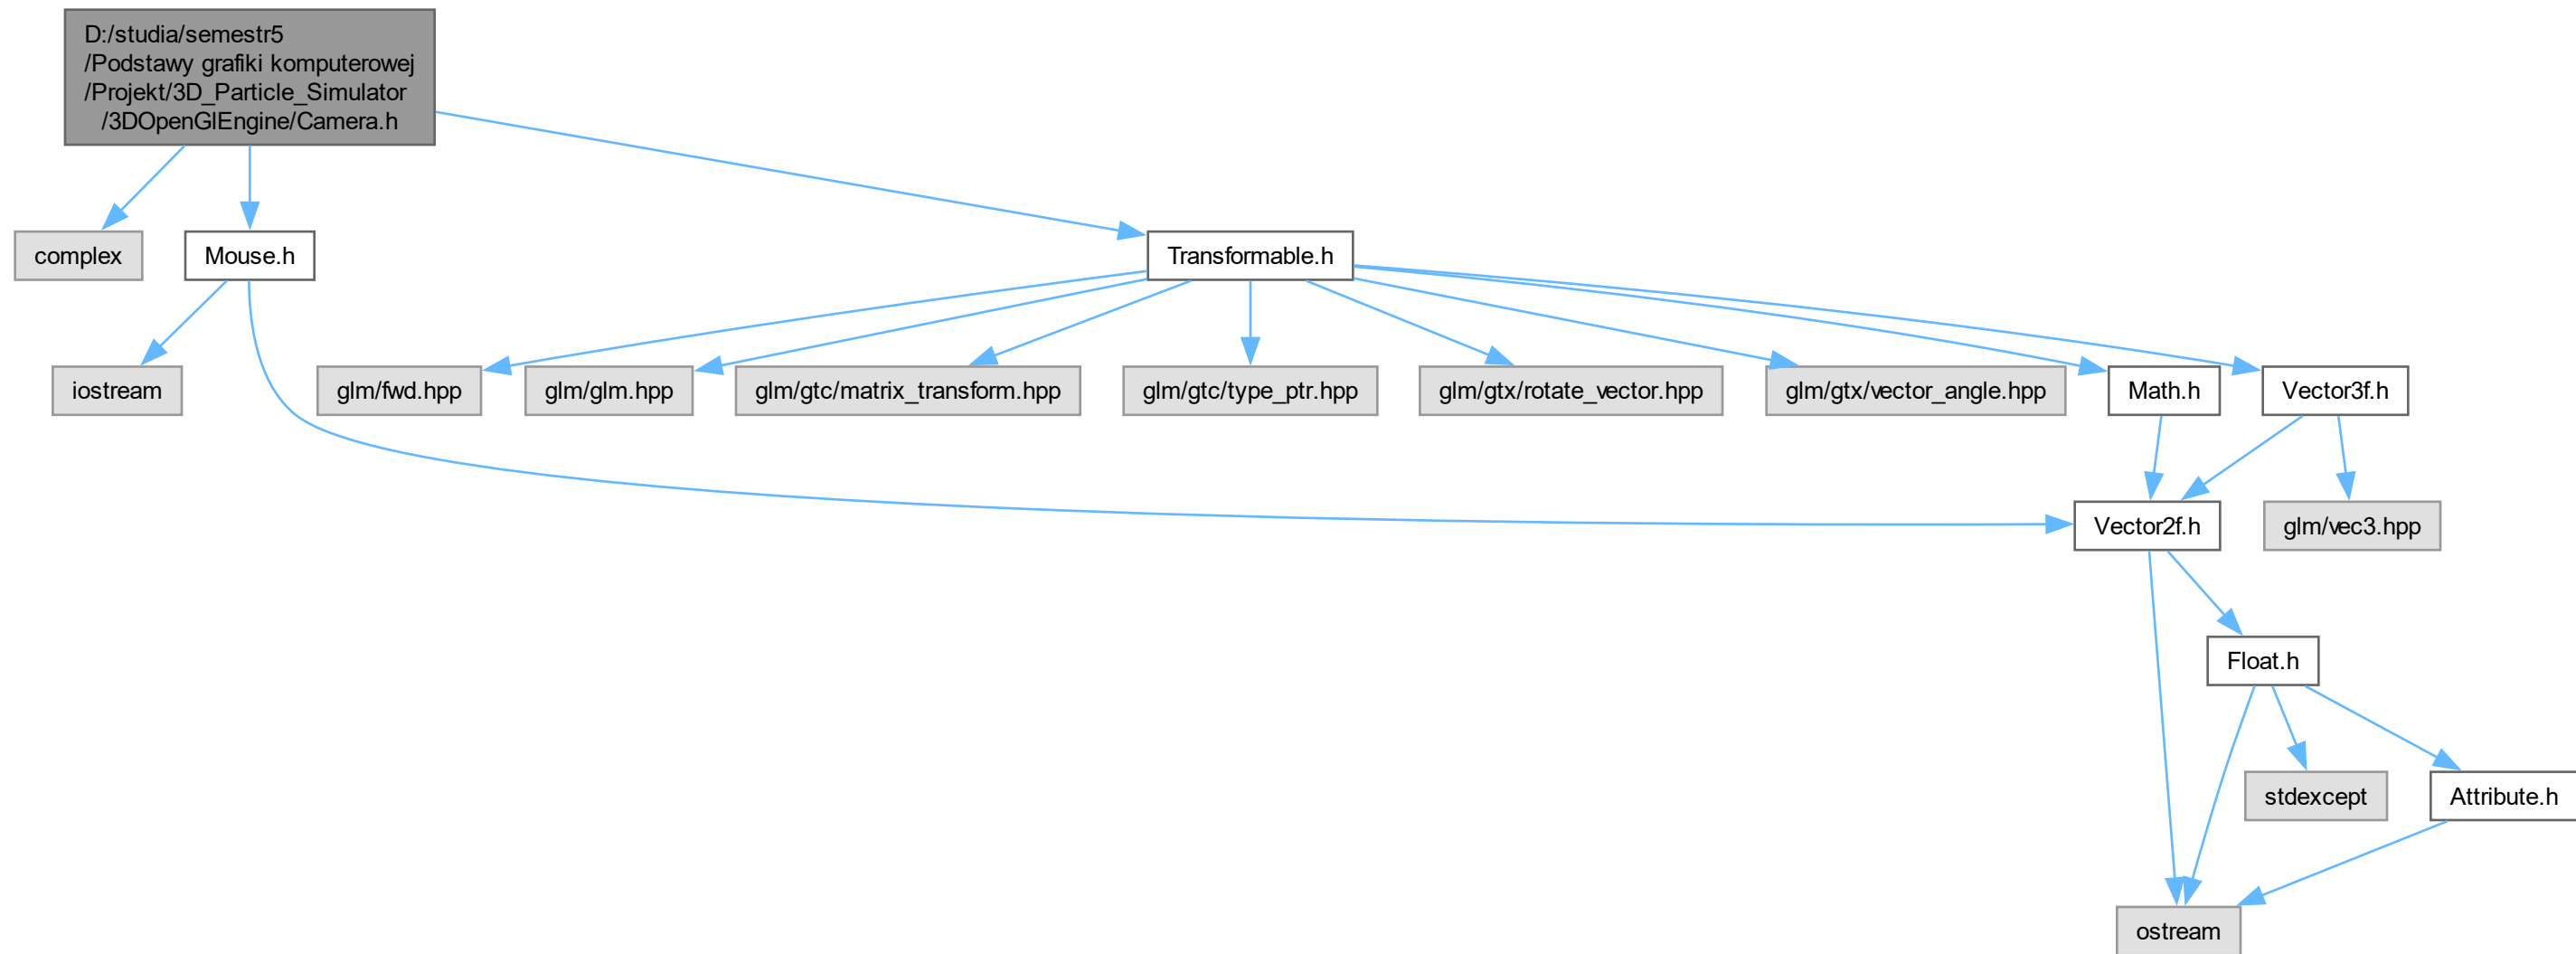 D:/studia/semestr5
/Podstawy grafiki komputerowej
/Projekt/3D_Particle_Simulator
/3DOpenGlEngine/Camera.h
complex
Mouse.h
Transformable.h
iostream
glm/fwd.hpp
glm/glm.hpp
glm/gtc/matrix_transform.hpp
glm/gtc/type_ptr.hpp
glm/gtx/rotate_vector.hpp
glm/gtx/vector_angle.hpp
Math.h
Vector3f.h
Vector2f.h
glm/vec3.hpp
Float.h
stdexcept
Attribute.h
ostream